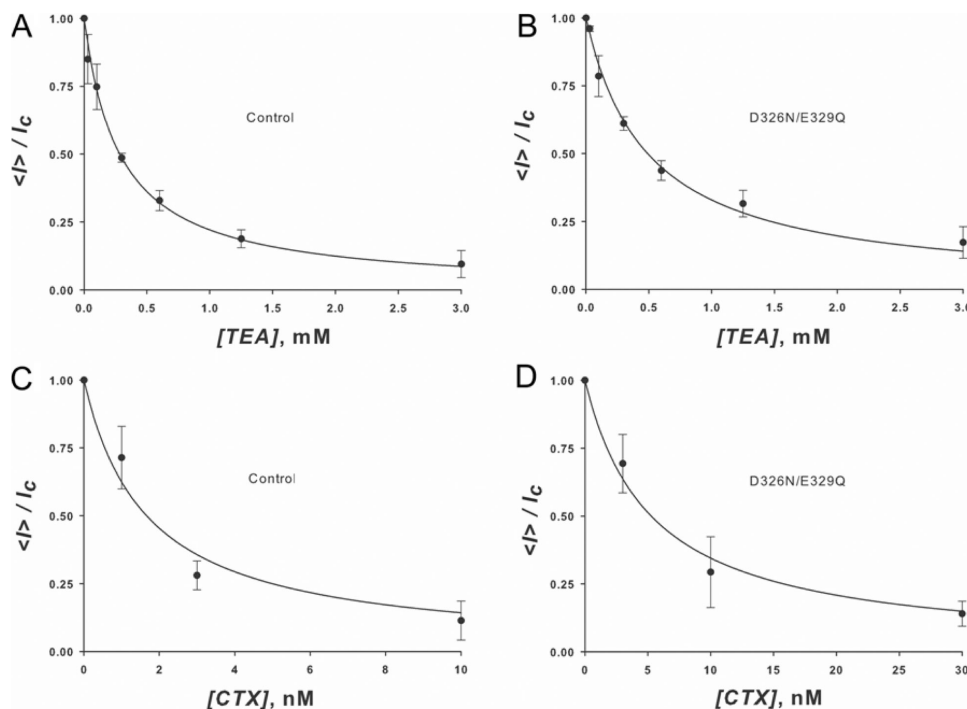 A
1.00
0.75
0.50
0.25
0.00
<I> / IC
Control
0.0 0.5 1.0 1.5 2.0 2.5 3.0
[TEA], mM
B
1.00
0.75
0.50
0.25
0.00
<I> / IC
D326N/E329Q
0.0 0.5 1.0 1.5 2.0 2.5 3.0
[TEA], mM
C
1.00
0.75
0.50
0.25
0.00
<I> / IC
Control
0 2 4 6 8 10
[CTX], nM
D
1.00
0.75
0.50
0.25
0.00
<I> / IC
D326N/E329Q
0 5 10 15 20 25 30
[CTX], nM